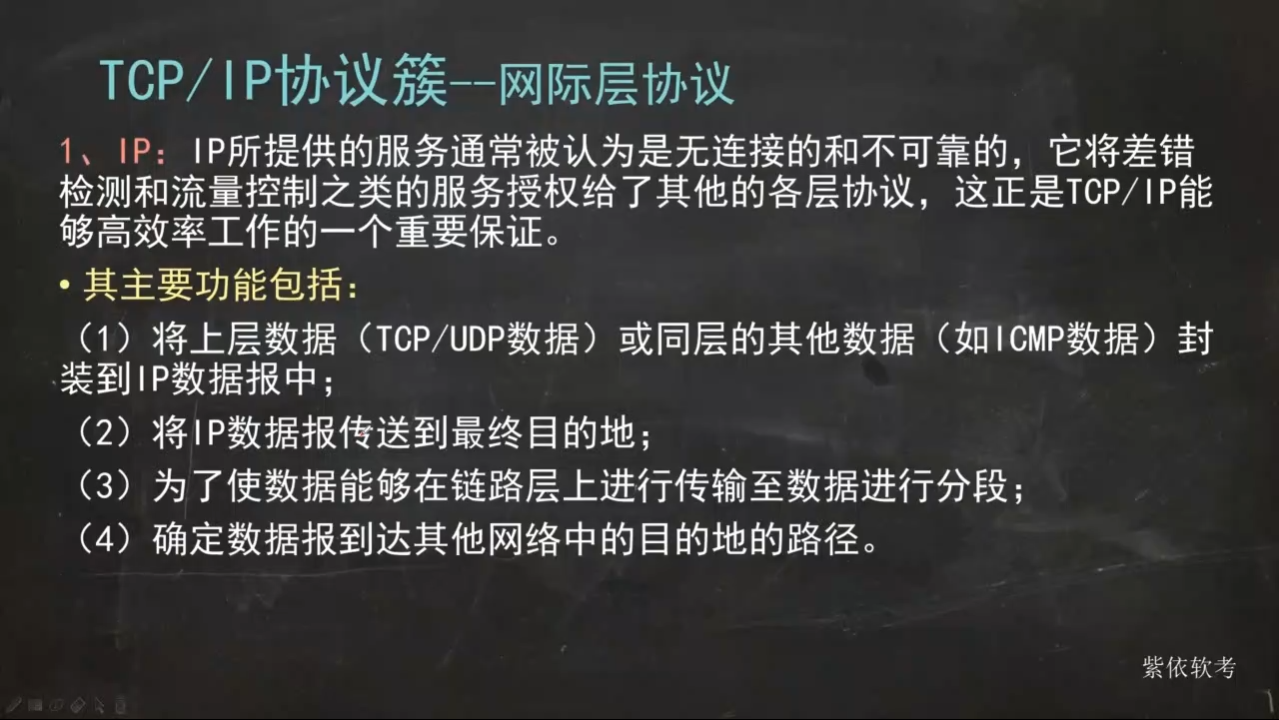 TCP/IP协议簇--网际层协议
1、IP：IP所提供的服务通常被认为是无连接的和不可靠的，它将差错
检测和流量控制之类的服务授权给了其他的各层协议，这正是TCP/IP能
够高效率工作的一个重要保证。
• 其主要功能包括：
（1）将上层数据（TCP/UDP数据）或同层的其他数据（如ICMP数据）封
装到IP数据报中；
（2）将IP数据报传送到最终目的地；
（3）为了使数据能够在链路层上进行传输至数据进行分段；
（4）确定数据报到达其他网络中的目的地的路径。
紫依软考